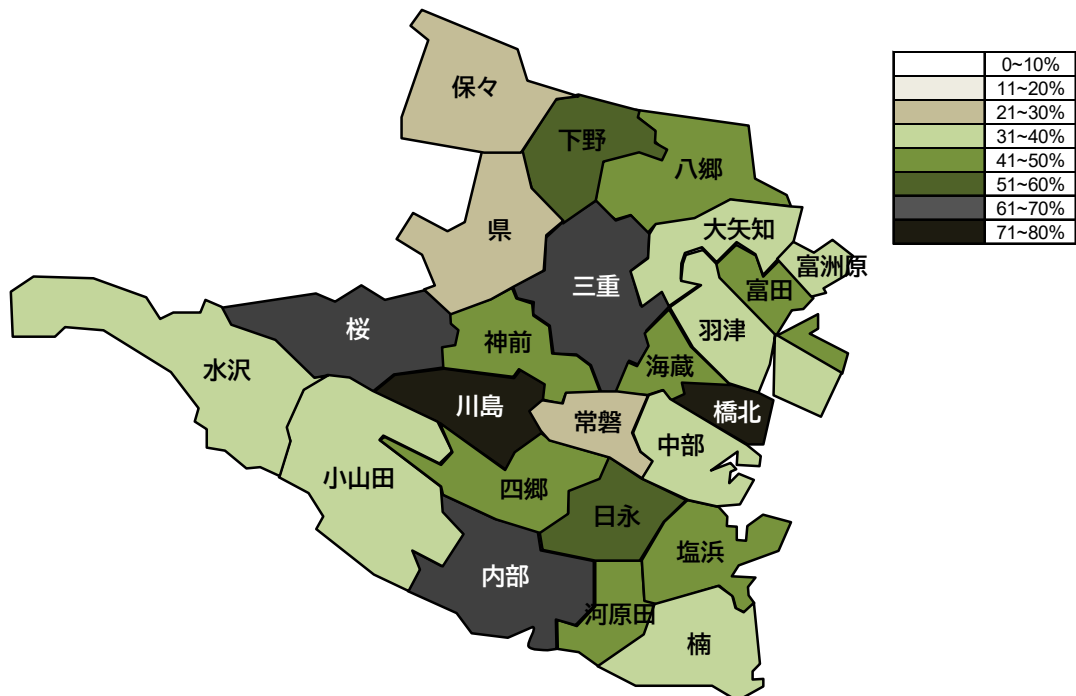 保々
下野
八郷
県
大矢知
富洲原
富田
三重
羽津
桜
神前
海蔵
水沢
川島
橋北
常磐
中部
小山田
四郷
日永
塩浜
内部
河原田
楠
0~10%
11~20%
21~30%
31~40%
41~50%
51~60%
61~70%
71~80%